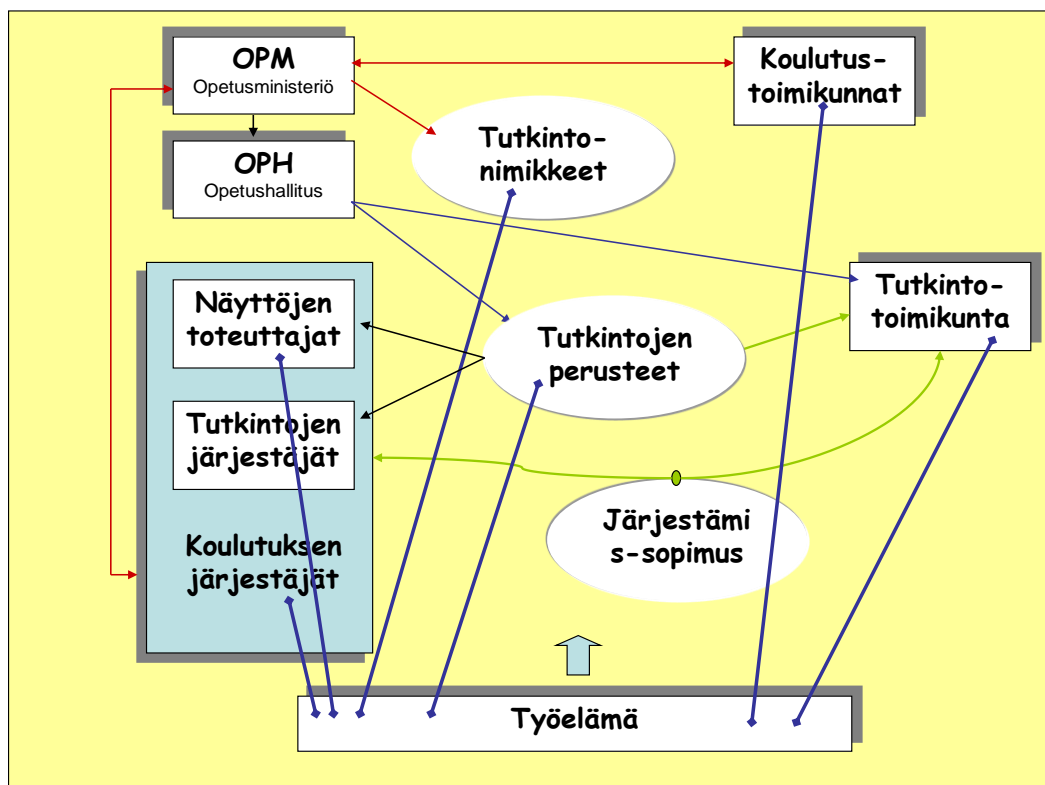 OPM
Opetusministeriö
Koulutus-
toimikunnat
Tutkinto-
nimikkeet
OPH
Opetushallitus
Tutkinto-
toimikunta
Näyttöjen
toteuttajat
Tutkintojen
perusteet
Tutkintojen
järjestäjät
Järjestämi
s-sopimus
Koulutuksen
järjestäjät
Työelämä